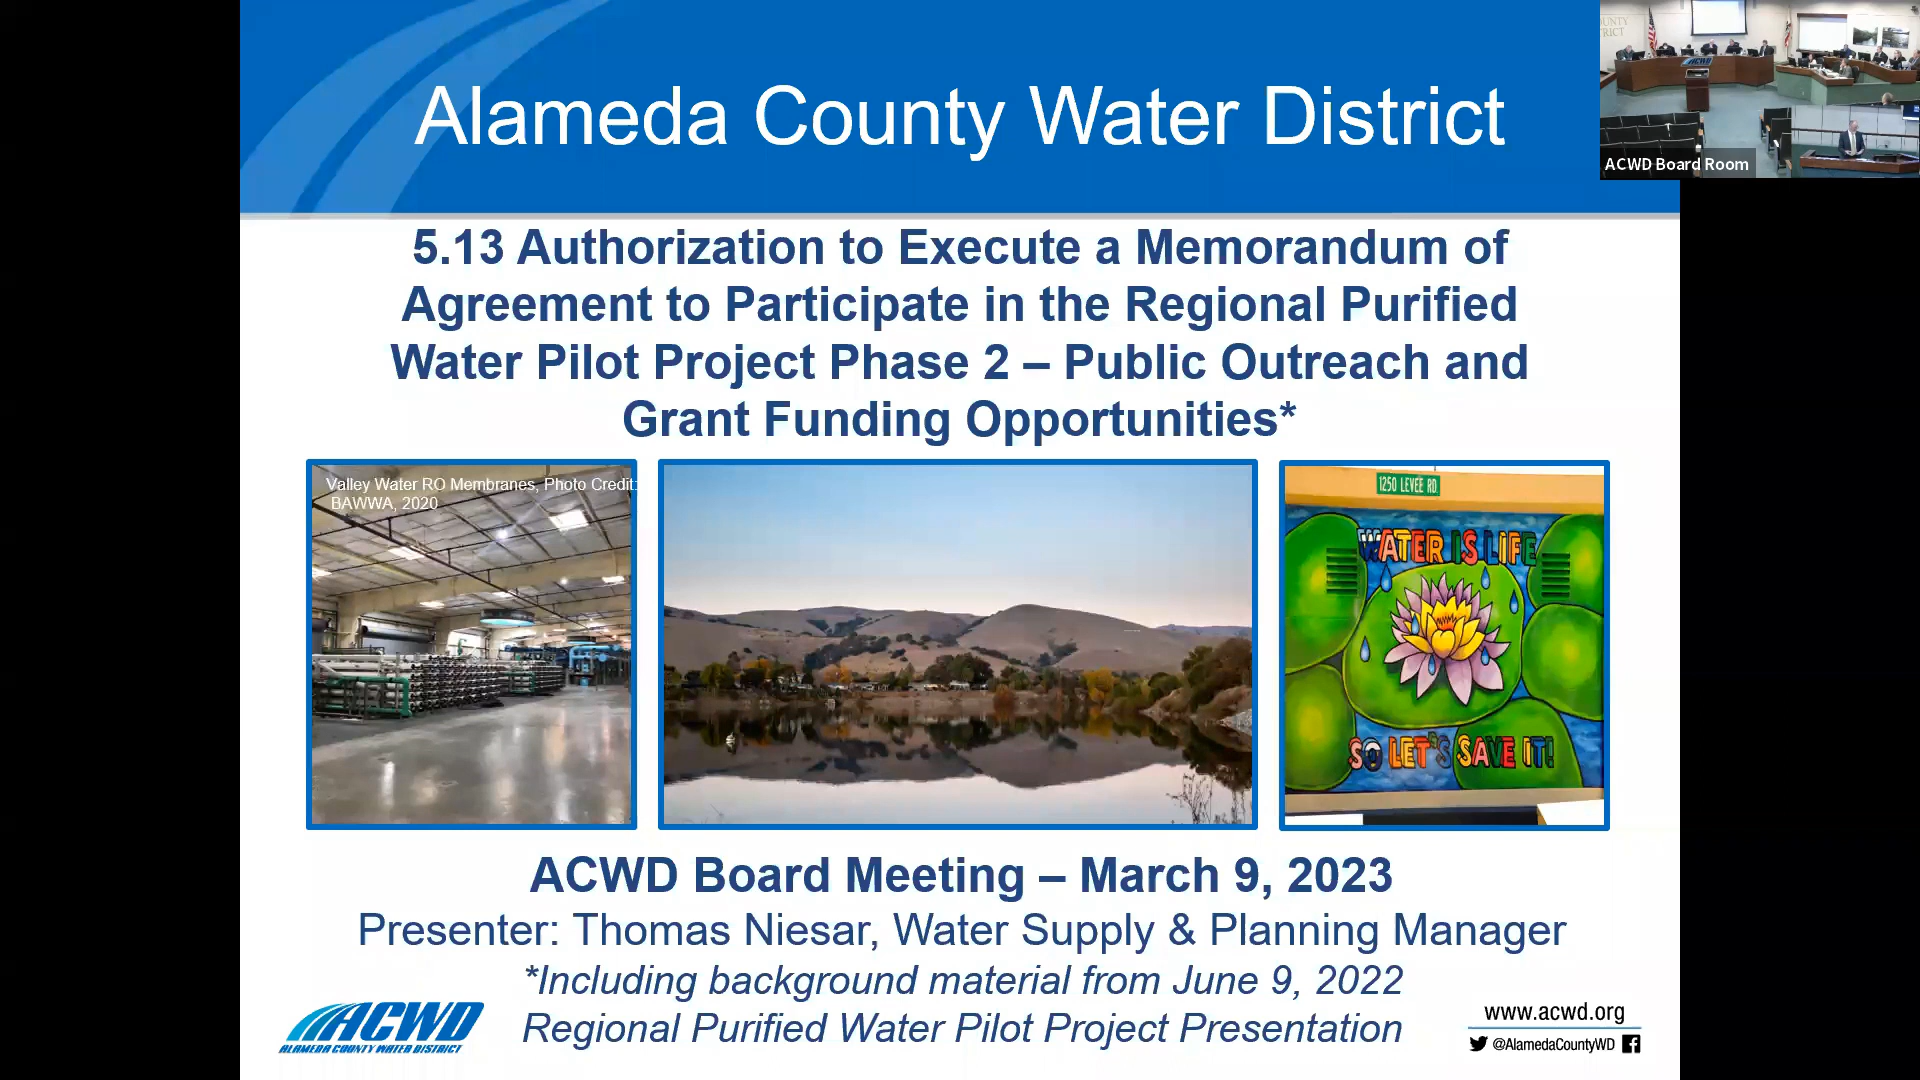 Alameda County Water District
ACWD
ACWD Board Room
5.13 Authorization to Execute a Memorandum of
Agreement to Participate in the Regional Purified
Water Pilot Project Phase 2 – Public Outreach and
Grant Funding Opportunities*
Valley Water RO Membranes, Photo Credit:
BAWWA, 2020
1250 LEVEE RD.
WATER IS LIFE
SO LET'S SAVE IT!
ACWD Board Meeting – March 9, 2023
Presenter: Thomas Niesar, Water Supply & Planning Manager
*Including background material from June 9, 2022
Regional Purified Water Pilot Project Presentation
ACWD
ALAMEDA COUNTY WATER DISTRICT
www.acwd.org
@AlamedaCountyWD